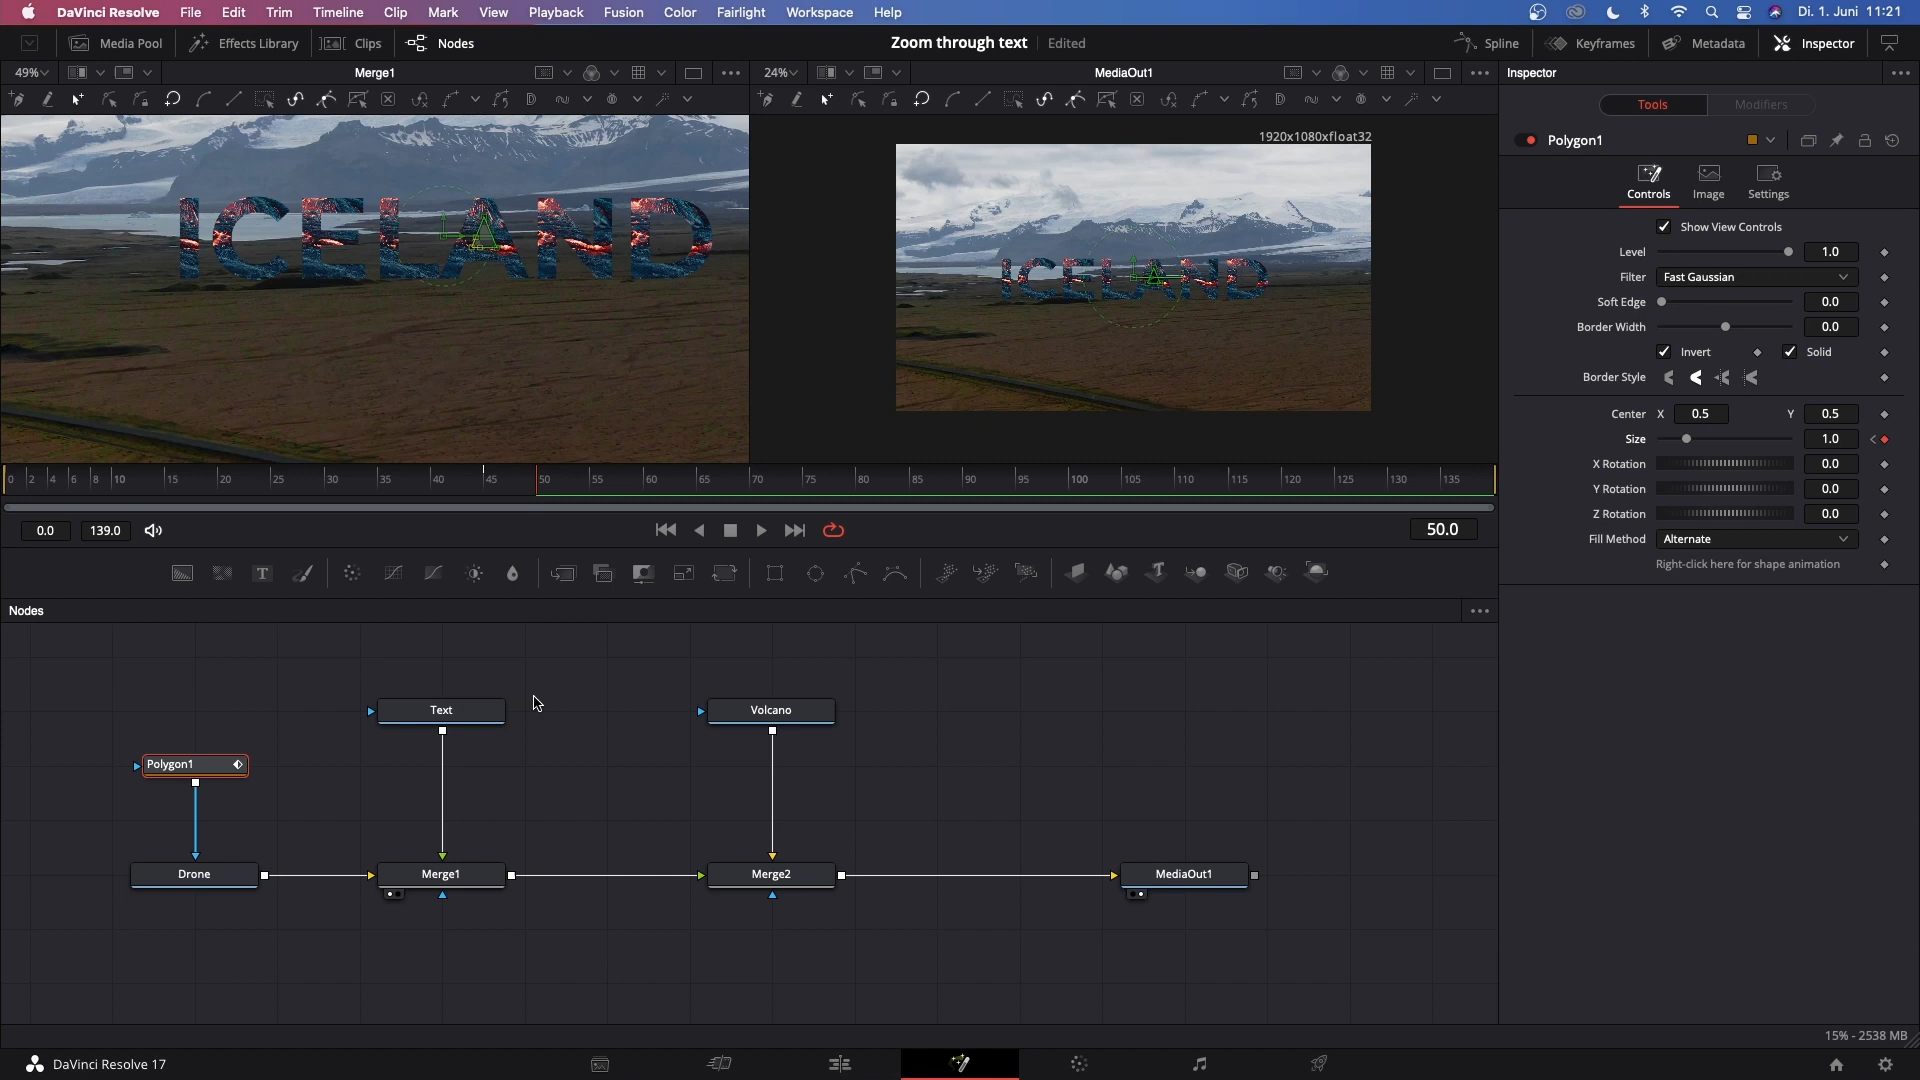 DaVinci Resolve File Edit Trim Timeline Clip Mark View Playback Fusion Color Fairlight Workspace Help Di. 1. Juni 11:21
Media Pool Effects Library Clips Nodes Zoom through text Edited Spline Keyframes Metadata Inspector
49% Merge1 24% MediaOut1 Inspector
Tools Modifiers
1920x1080xfloat32
Polygon1
Controls Image Settings
ICELAND
ICELAND
Show View Controls
Level 1.0
Filter Fast Gaussian
Soft Edge 0.0
Border Width 0.0
Invert Solid
Border Style
Center X 0.5 Y 0.5
Size 1.0
X Rotation 0.0
Y Rotation 0.0
Z Rotation 0.0
Fill Method Alternate
Right-click here for shape animation
0 2 4 6 8 10 15 20 25 30 35 40 45 50 55 60 65 70 75 80 85 90 95 100 105 110 115 120 125 130 135
0.0 139.0 50.0
Nodes
Text Volcano
Polygon1
Drone Merge1 Merge2 MediaOut1
15% - 2538 MB
DaVinci Resolve 17